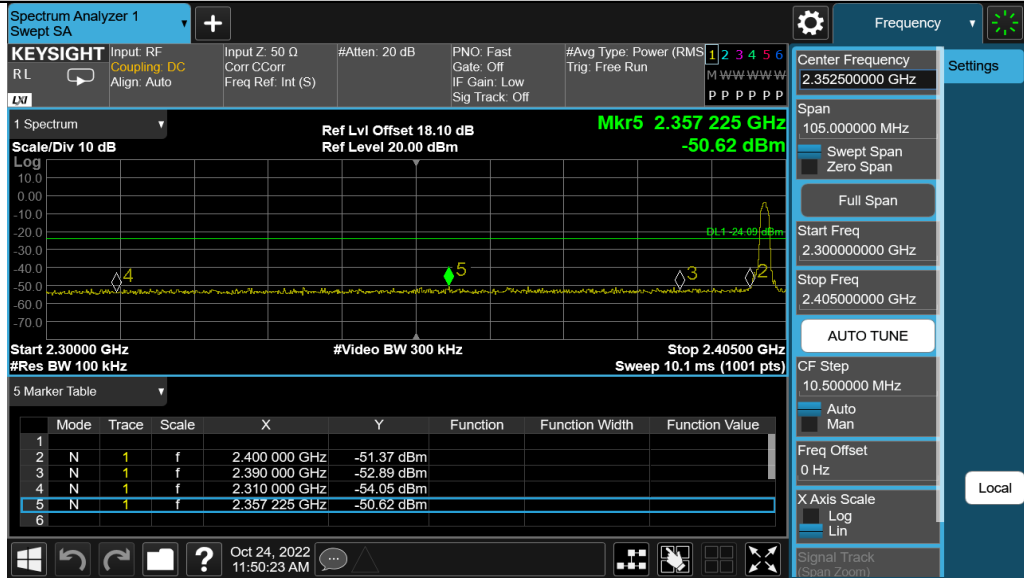 Spectrum Analyzer 1
Swept SA
Frequency
KEYSIGHT
R L
LXI
Input: RF
Coupling: DC
Align: Auto
Input Z: 50 Ω
Corr CCorr
Freq Ref: Int (S)
#Atten: 20 dB
PNO: Fast
Gate: Off
IF Gain: Low
Sig Track: Off
#Avg Type: Power (RMS
Trig: Free Run
1 2 3 4 5 6
M W W W W W
P P P P P P
Center Frequency
2.352500000 GHz
Settings
Span
105.000000 MHz
Swept Span
Zero Span
Full Span
Start Freq
2.300000000 GHz
Stop Freq
2.405000000 GHz
AUTO TUNE
CF Step
10.500000 MHz
Auto
Man
Freq Offset
0 Hz
X Axis Scale
Log
Lin
Signal Track
(Span Zoom)
Local
1 Spectrum
Scale/Div 10 dB
Ref Lvl Offset 18.10 dB
Ref Level 20.00 dBm
Mkr5 2.357 225 GHz
-50.62 dBm
Log
10.0
0.00
-10.0
-20.0
-30.0
-40.0
-50.0
-60.0
-70.0
DL1 -24.09 dBm
4
5
3
2
Start 2.30000 GHz
#Res BW 100 kHz
#Video BW 300 kHz
Stop 2.40500 GHz
Sweep 10.1 ms (1001 pts)
5 Marker Table
Mode Trace Scale X Y Function Function Width Function Value
1
2 N 1 f 2.400 000 GHz -51.37 dBm
3 N 1 f 2.390 000 GHz -52.89 dBm
4 N 1 f 2.310 000 GHz -54.05 dBm
5 N 1 f 2.357 225 GHz -50.62 dBm
6
?
Oct 24, 2022
11:50:23 AM